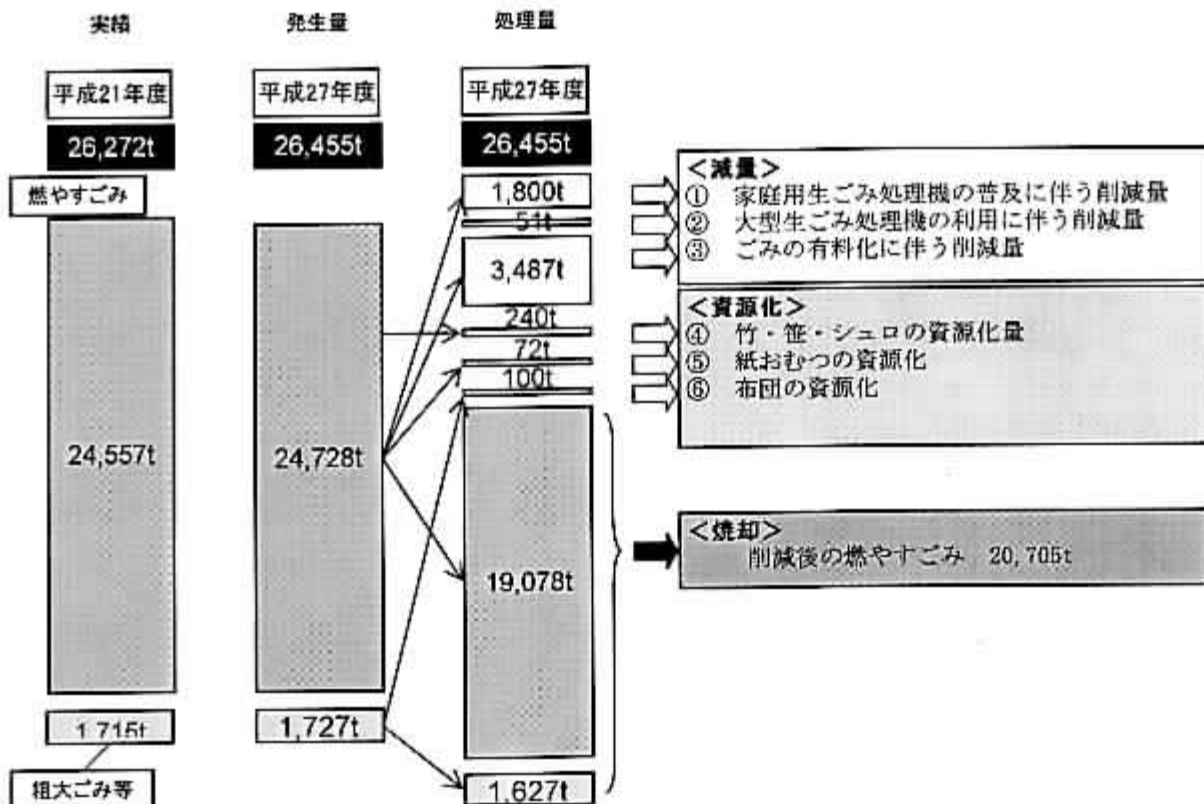 実績
発生量
処理量
平成21年度
平成27年度
平成27年度
26,272t
26,455t
26,455t
燃やすごみ
24,557t
24,728t
1,800t
51t
3,487t
240t
72t
100t
19,078t
1,715t
1,727t
1,627t
粗大ごみ等
＜減量＞
① 家庭用生ごみ処理機の普及に伴う削減量
② 大型生ごみ処理機の利用に伴う削減量
③ ごみの有料化に伴う削減量
＜資源化＞
④ 竹・笹・シュロの資源化量
⑤ 紙おむつの資源化
⑥ 布団の資源化
＜焼却＞
削減後の燃やすごみ 20,705t